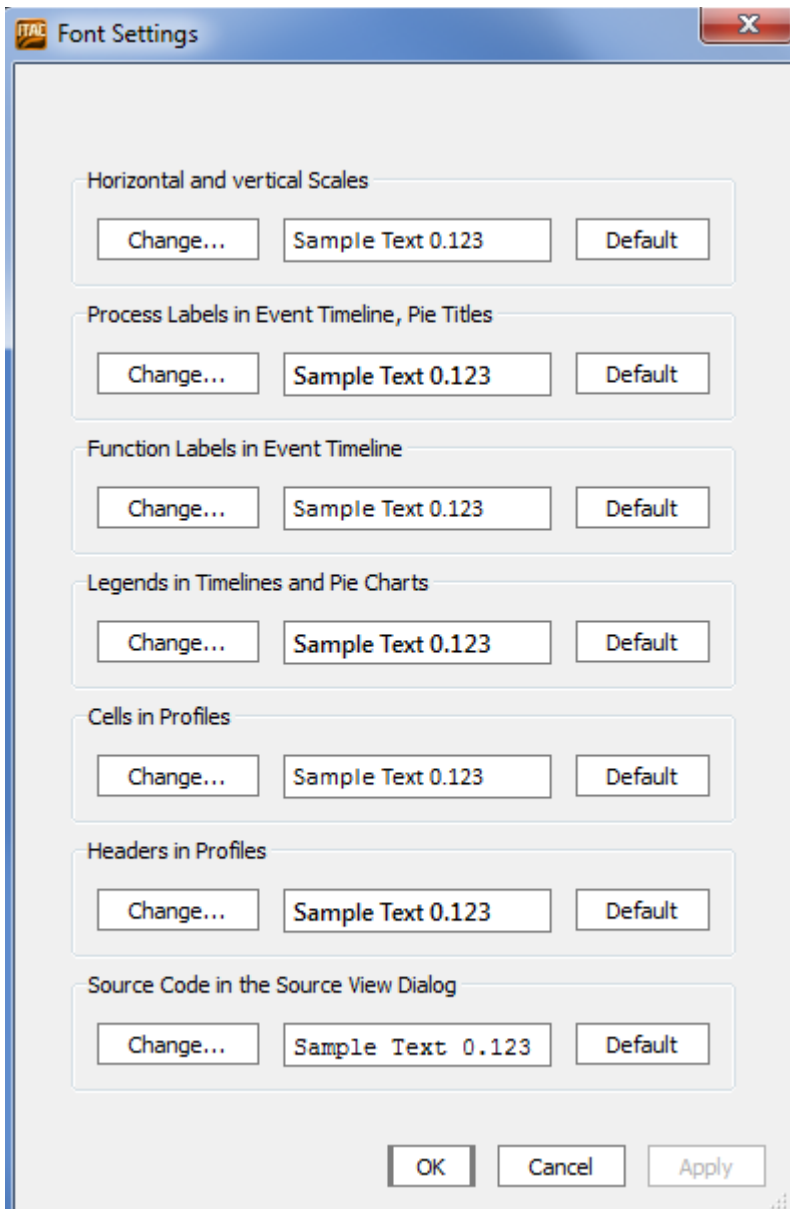 ITAC Font Settings
Horizontal and vertical Scales
Change... Sample Text 0.123 Default
Process Labels in Event Timeline, Pie Titles
Change... Sample Text 0.123 Default
Function Labels in Event Timeline
Change... Sample Text 0.123 Default
Legends in Timelines and Pie Charts
Change... Sample Text 0.123 Default
Cells in Profiles
Change... Sample Text 0.123 Default
Headers in Profiles
Change... Sample Text 0.123 Default
Source Code in the Source View Dialog
Change... Sample Text 0.123 Default
OK Cancel Apply